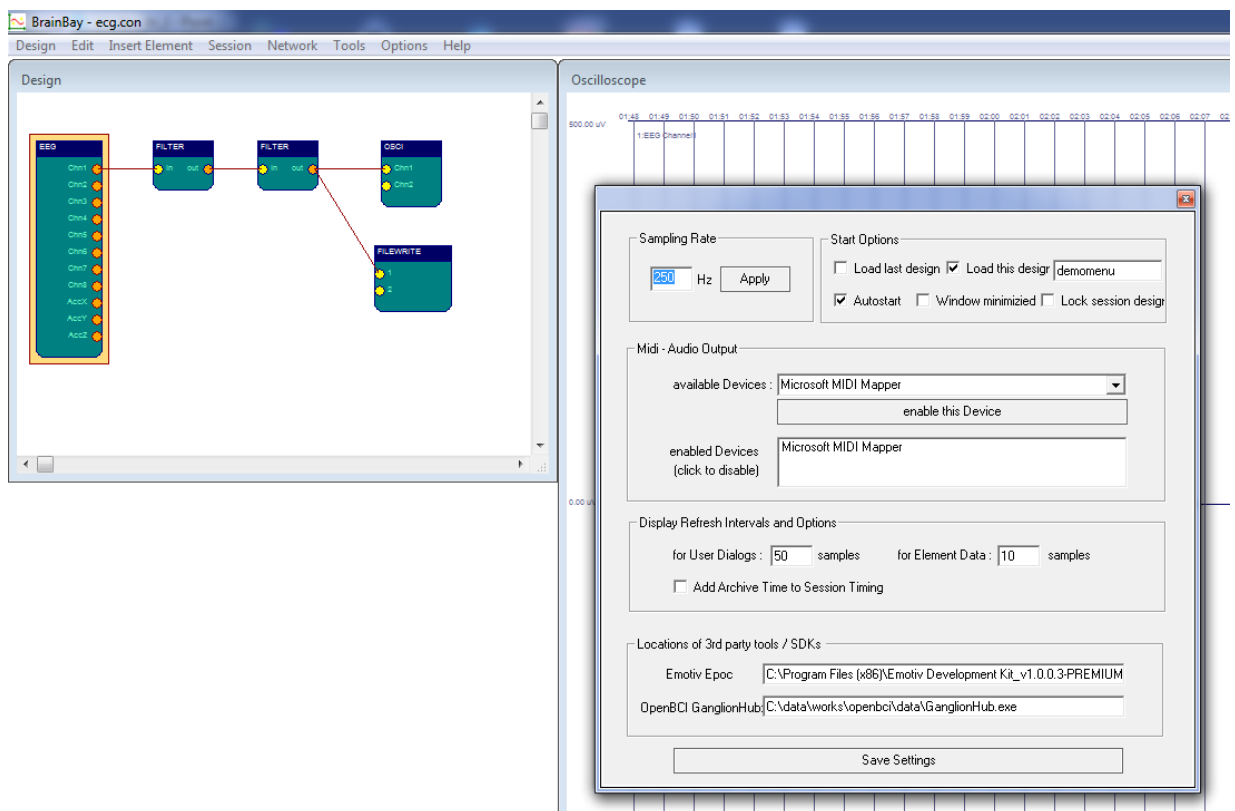 BrainBay - ecg.con
Design Edit Insert Element Session Network Tools Options Help
Design
EEG
Chn1
Chn2
Chn3
Chn4
Chn5
Chn6
Chn7
Chn8
AccX
AccY
AccZ
FILTER
in out
FILTER
in out
OSCI
Chn1
Chn2
FILEWRITE
1
2
Oscilloscope
01:48 01:49 01:50 01:51 01:52 01:53 01:54 01:55 01:56 01:57 01:58 01:59 02:00 02:01 02:02 02:03 02:04 02:05 02:06 02:07 02
500.00 uV
1:EEG Channel1
0.00 uV
Sampling Rate
250 Hz Apply
Start Options
Load last design Load this desigr demomenu
Autostart Window minimizied Lock session desigr
Midi - Audio Output
available Devices : Microsoft MIDI Mapper
enable this Device
enabled Devices Microsoft MIDI Mapper
(click to disable)
Display Refresh Intervals and Options
for User Dialogs : 50 samples for Element Data : 10 samples
Add Archive Time to Session Timing
Locations of 3rd party tools / SDKs
Emotiv Epoc C:\Program Files (x86)\Emotiv Development Kit_v1.0.0.3-PREMIUM
OpenBCI GanglionHub: C:\data\works\openbci\data\GanglionHub.exe
Save Settings